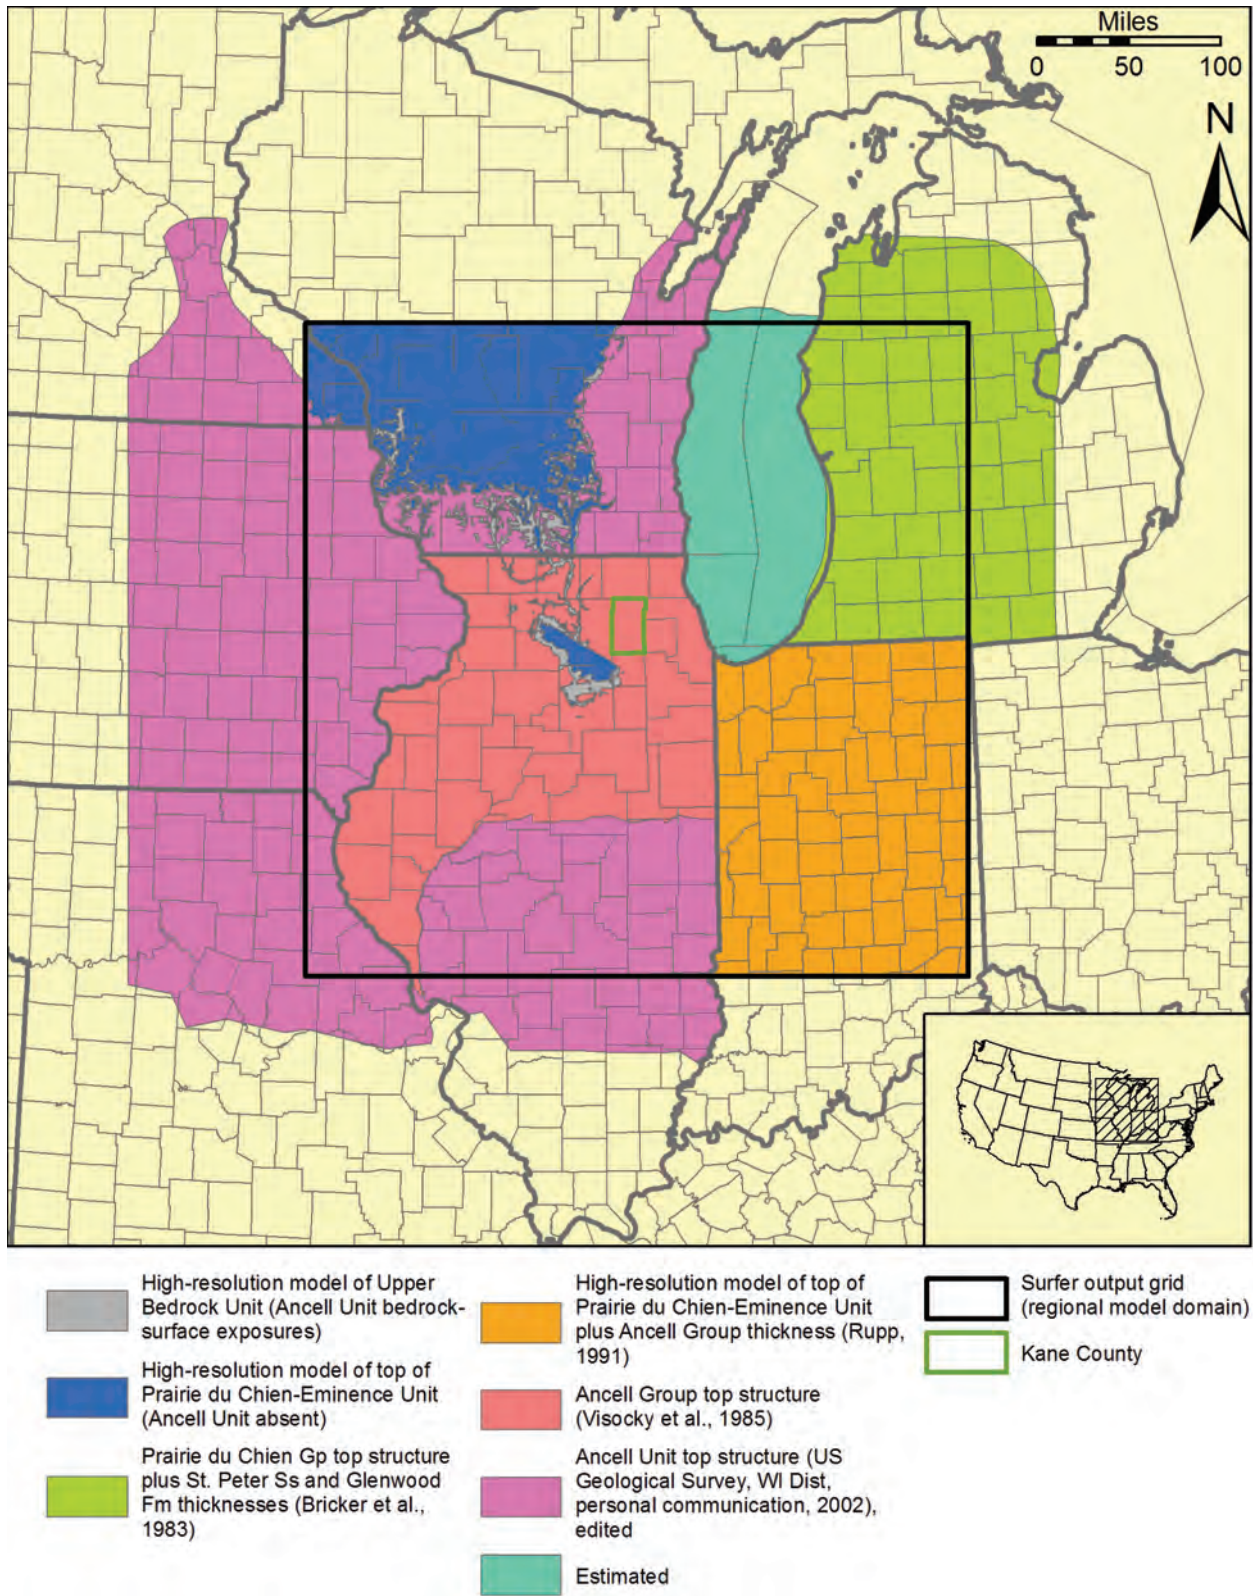 Miles
0 50 100
N
High-resolution model of Upper
Bedrock Unit (Ancell Unit bedrock-
surface exposures)
High-resolution model of top of
Prairie du Chien-Eminence Unit
(Ancell Unit absent)
Prairie du Chien Gp top structure
plus St. Peter Ss and Glenwood
Fm thicknesses (Bricker et al.,
1983)
High-resolution model of top of
Prairie du Chien-Eminence Unit
plus Ancell Group thickness (Rupp,
1991)
Ancell Group top structure
(Visocky et al., 1985)
Ancell Unit top structure (US
Geological Survey, WI Dist,
personal communication, 2002),
edited
Estimated
Surfer output grid
(regional model domain)
Kane County